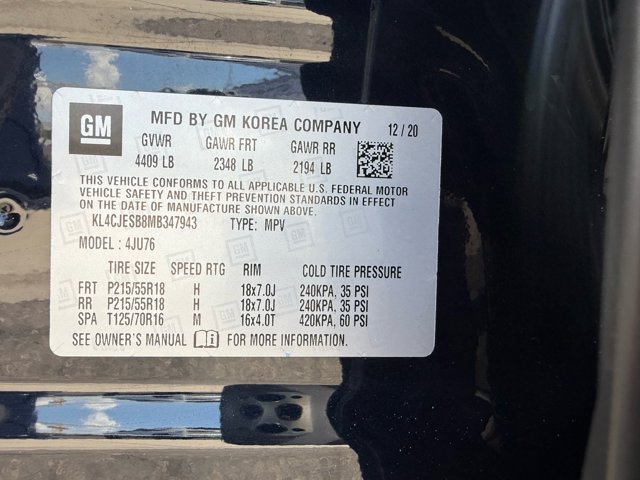 GM
MFD BY GM KOREA COMPANY 12 / 20
GVWR GAWR FRT GAWR RR
4409 LB 2348 LB 2194 LB
THIS VEHICLE CONFORMS TO ALL APPLICABLE U.S. FEDERAL MOTOR
VEHICLE SAFETY AND THEFT PREVENTION STANDARDS IN EFFECT
ON THE DATE OF MANUFACTURE SHOWN ABOVE.
KL4CJESB8MB347943 TYPE: MPV
MODEL : 4JU76
TIRE SIZE SPEED RTG RIM COLD TIRE PRESSURE
FRT P215/55R18 H 18x7.0J 240KPA, 35 PSI
RR P215/55R18 H 18x7.0J 240KPA, 35 PSI
SPA T125/70R16 M 16x4.0T 420KPA, 60 PSI
SEE OWNER'S MANUAL FOR MORE INFORMATION.